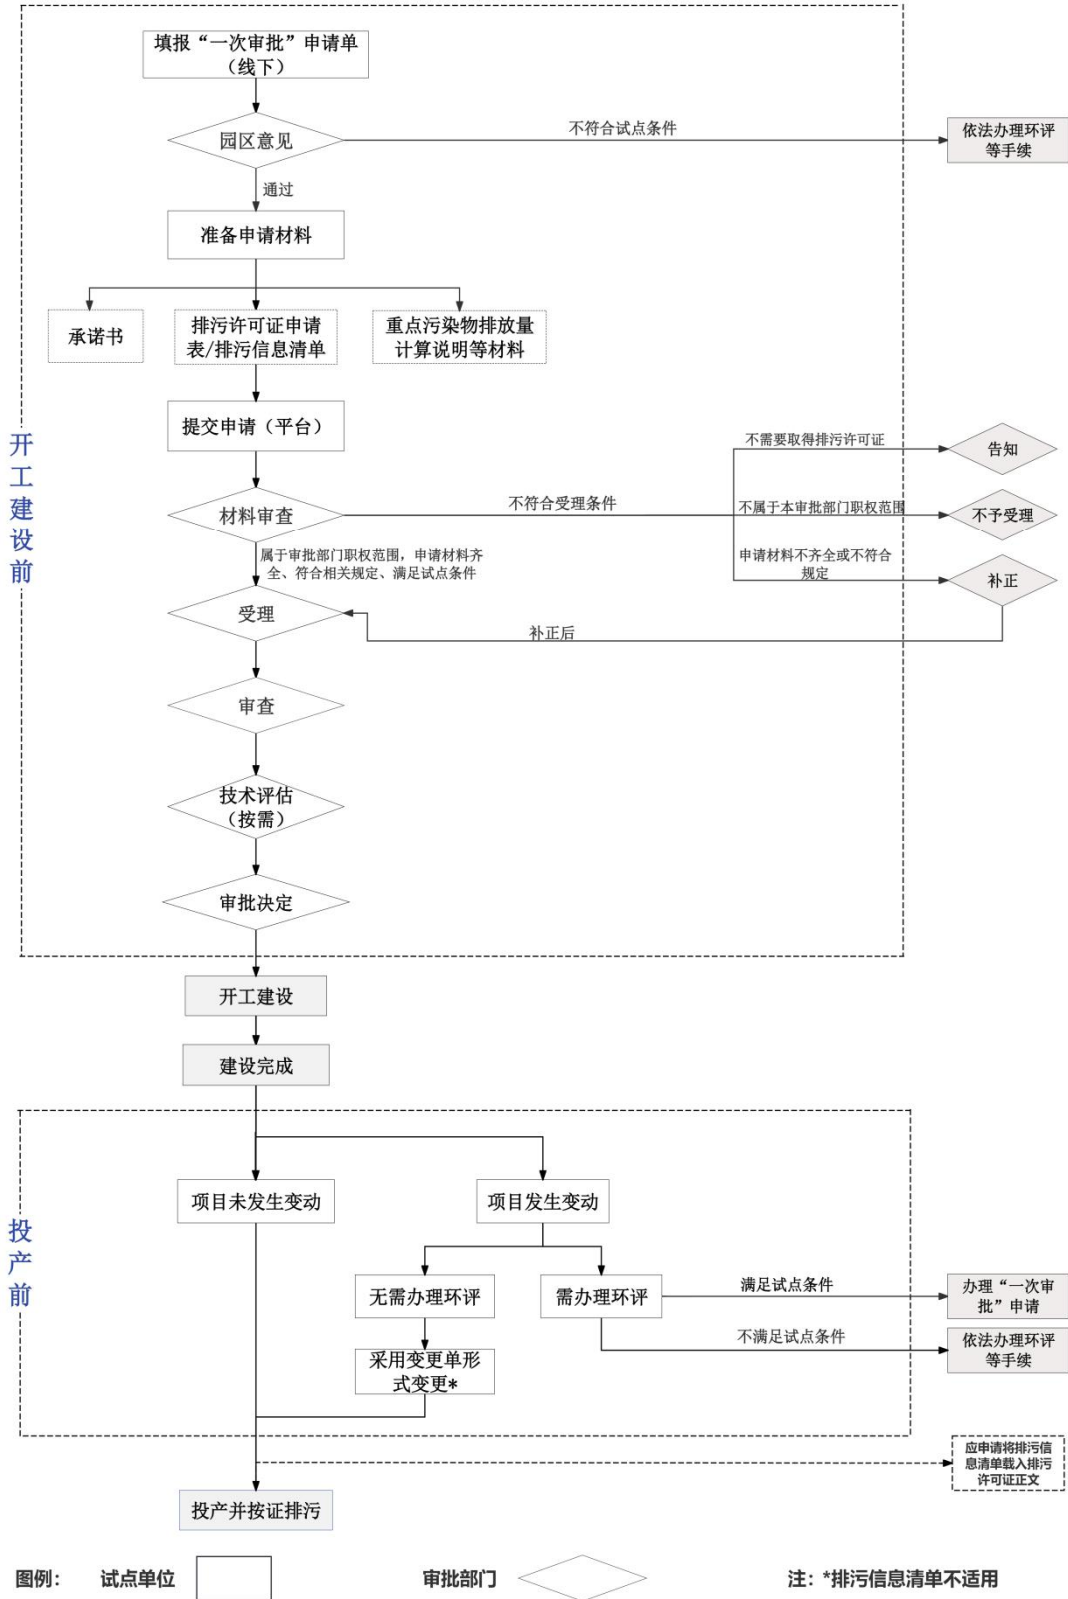 填报“一次审批”申请单
（线下）
园区意见
不符合试点条件
依法办理环评
等手续
通过
准备申请材料
承诺书
排污许可证申请
表/排污信息清单
重点污染物排放量
计算说明等材料
提交申请（平台）
开
工
建
设
前
不需要取得排污许可证
告知
材料审查
不符合受理条件
不属于本审批部门职权范围
不予受理
属于审批部门职权范围，申请材料齐
全、符合相关规定、满足试点条件
申请材料不齐全或不符合
规定
补正
受理
补正后
审查
技术评估
（按需）
审批决定
开工建设
建设完成
投
产
前
项目未发生变动
项目发生变动
无需办理环评
需办理环评
满足试点条件
办理“一次审
批”申请
不满足试点条件
依法办理环评
等手续
采用变更单形
式变更*
应申请将排污信
息清单载入排污
许可证正文
投产并按证排污
图例： 试点单位 审批部门 注：*排污信息清单不适用